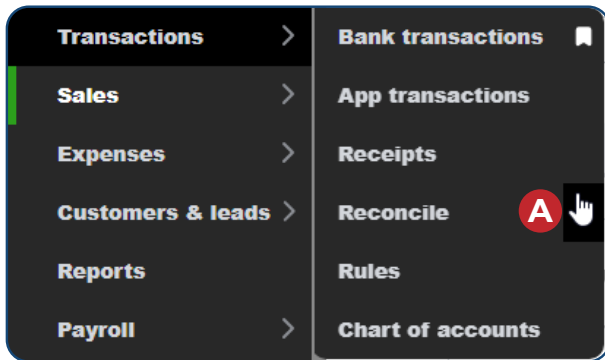 Transactions
Sales
Expenses
Customers & leads
Reports
Payroll
Bank transactions
App transactions
Receipts
Reconcile
A
Rules
Chart of accounts